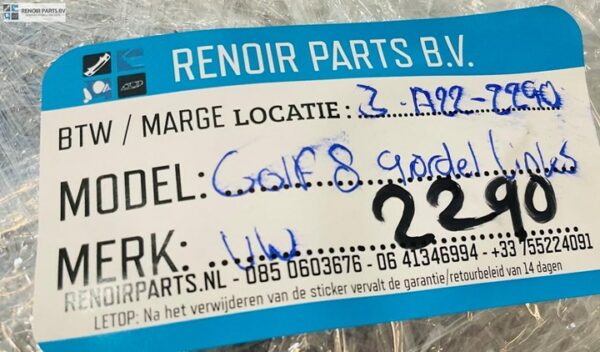 RENOIR PARTS BV
RENOIR PARTS B.V.
BTW / MARGE LOCATIE : 3-A22-2290
MODEL: Golf 8 gordel links
2290
MERK: VW
RENOIRPARTS.NL - 085 0603676 - 06 41346994 - +33 755224091
LETOP: Na het verwijderen van de sticker vervalt de garantie/retourbeleid van 14 dagen